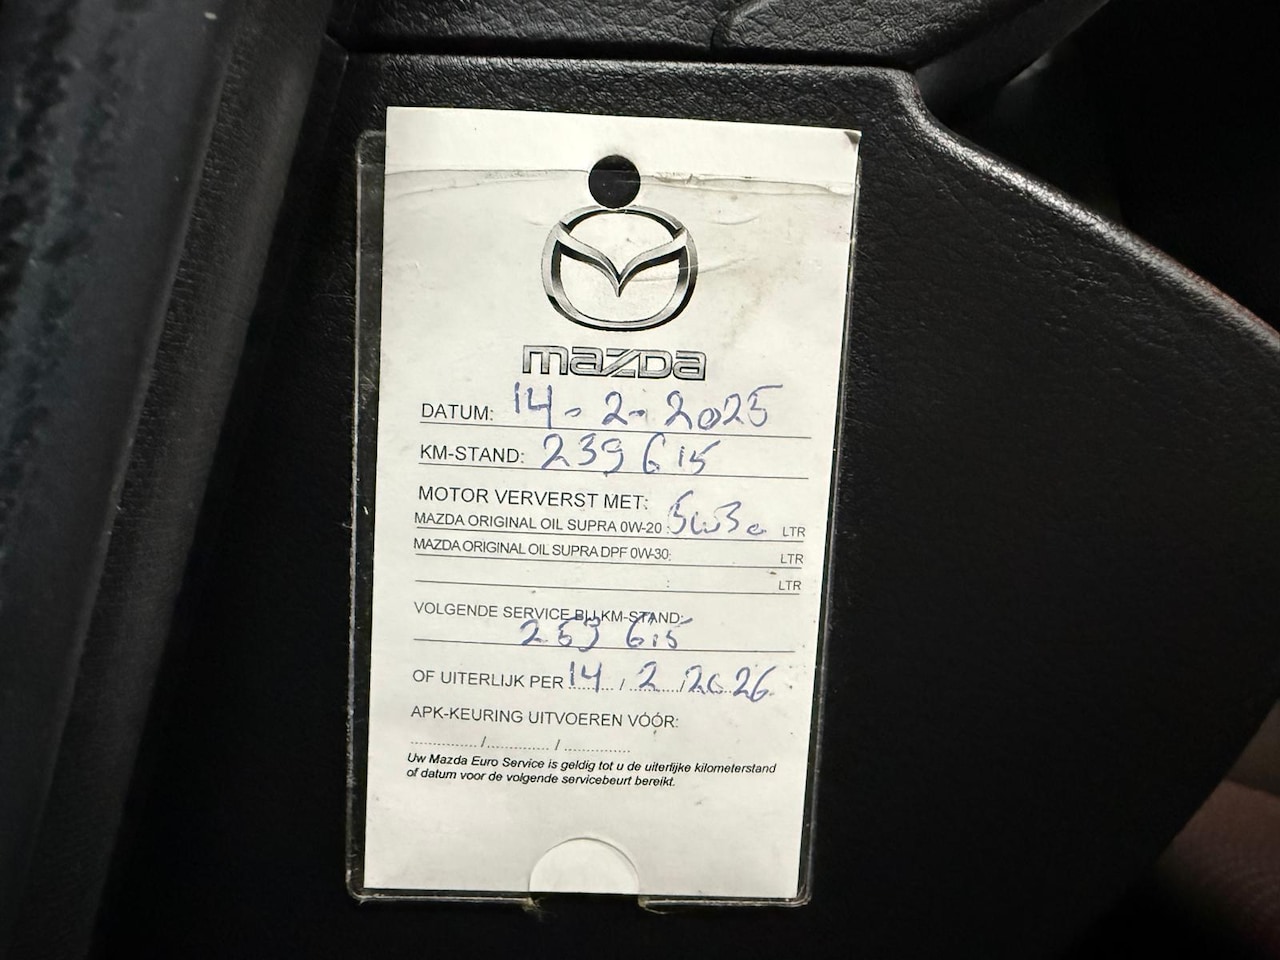 mazda
DATUM: 14-2-2025
KM-STAND: 239615
MOTOR VERVERST MET:
MAZDA ORIGINAL OIL SUPRA 0W-20 : 5w30 LTR
MAZDA ORIGINAL OIL SUPRA DPF 0W-30: LTR
: LTR
VOLGENDE SERVICE BIJ KM-STAND:
253615
OF UITERLIJK PER 14 / 2 / 2026
APK-KEURING UITVOEREN VÓÓR:
............. / ............. / .............
Uw Mazda Euro Service is geldig tot u de uiterlijke kilometerstand
of datum voor de volgende servicebeurt bereikt.